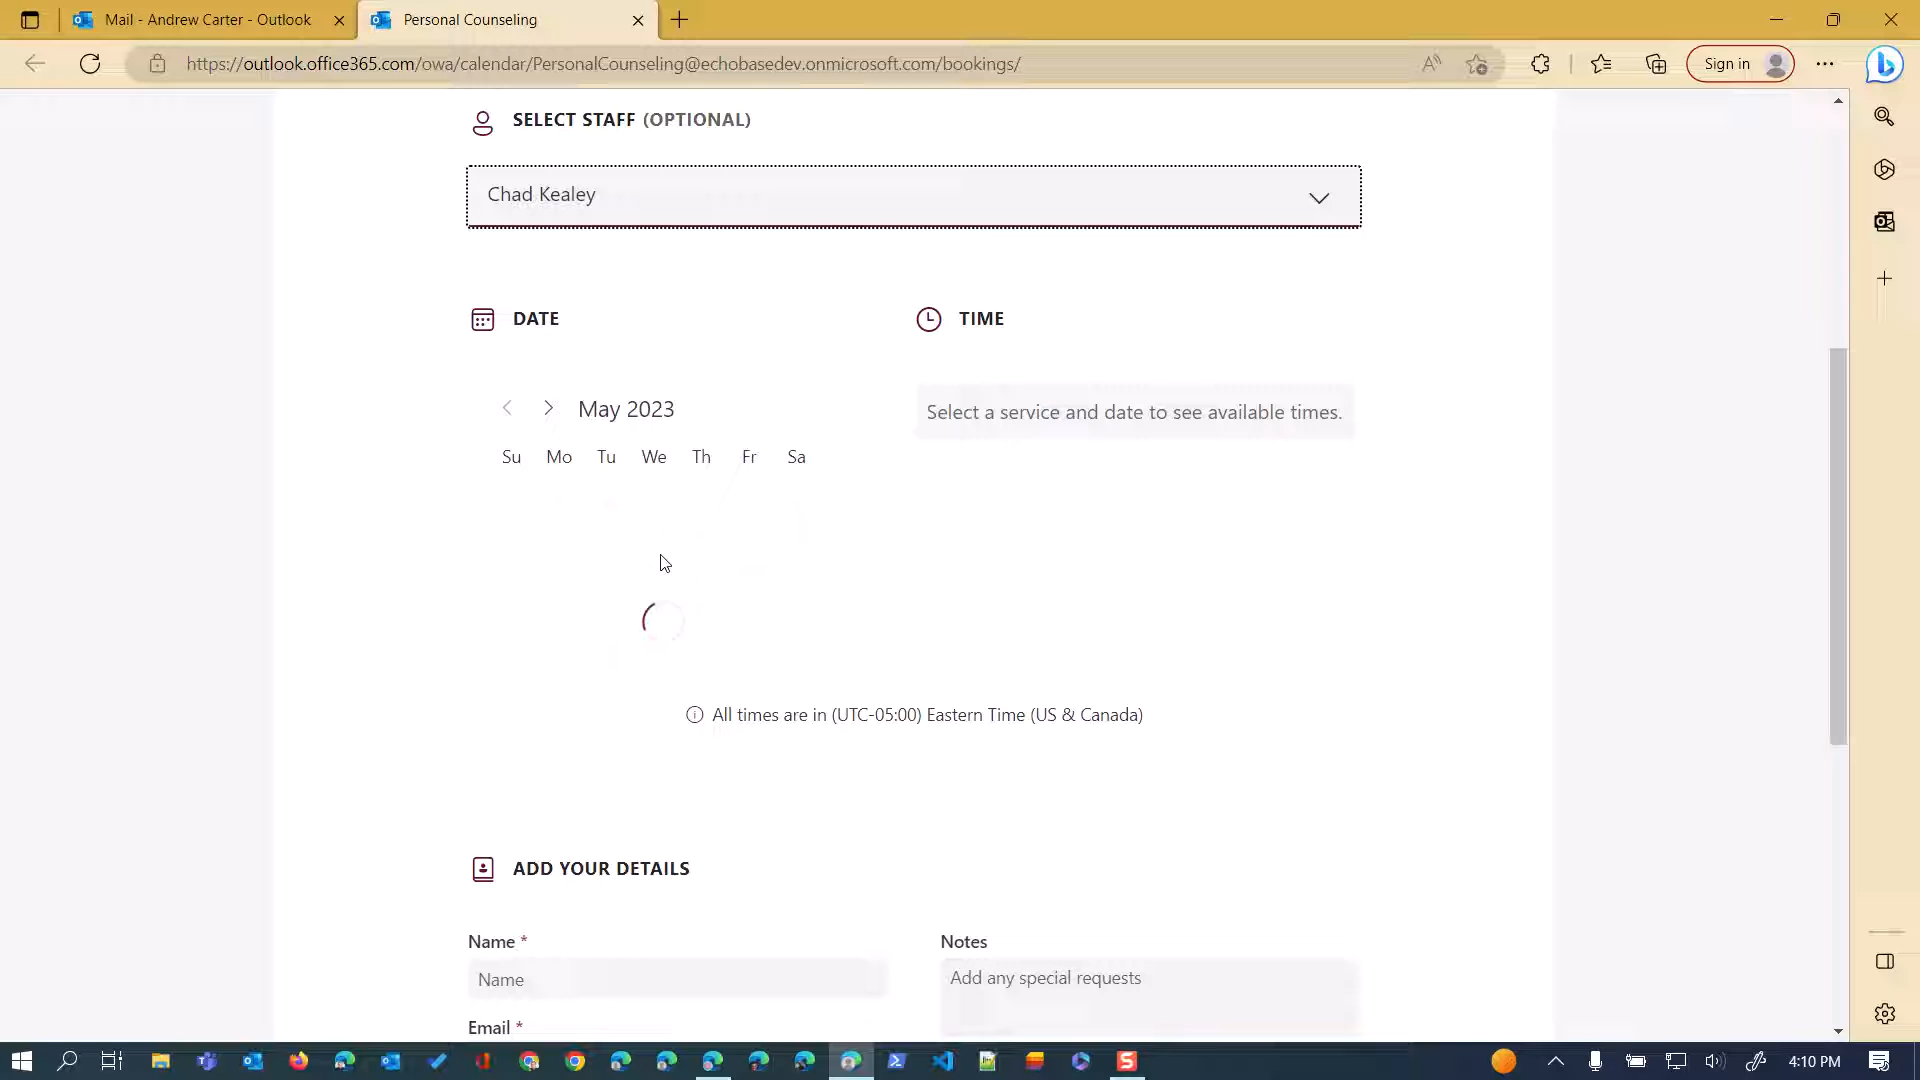 Mail - Andrew Carter - Outlook
Personal Counseling
https://outlook.office365.com/owa/calendar/PersonalCounseling@echobasedev.onmicrosoft.com/bookings/
Sign in
SELECT STAFF (OPTIONAL)
Chad Kealey
DATE
TIME
May 2023
Select a service and date to see available times.
Su Mo Tu We Th Fr Sa
All times are in (UTC-05:00) Eastern Time (US & Canada)
ADD YOUR DETAILS
Name *
Notes
Name
Add any special requests
Email *
4:10 PM